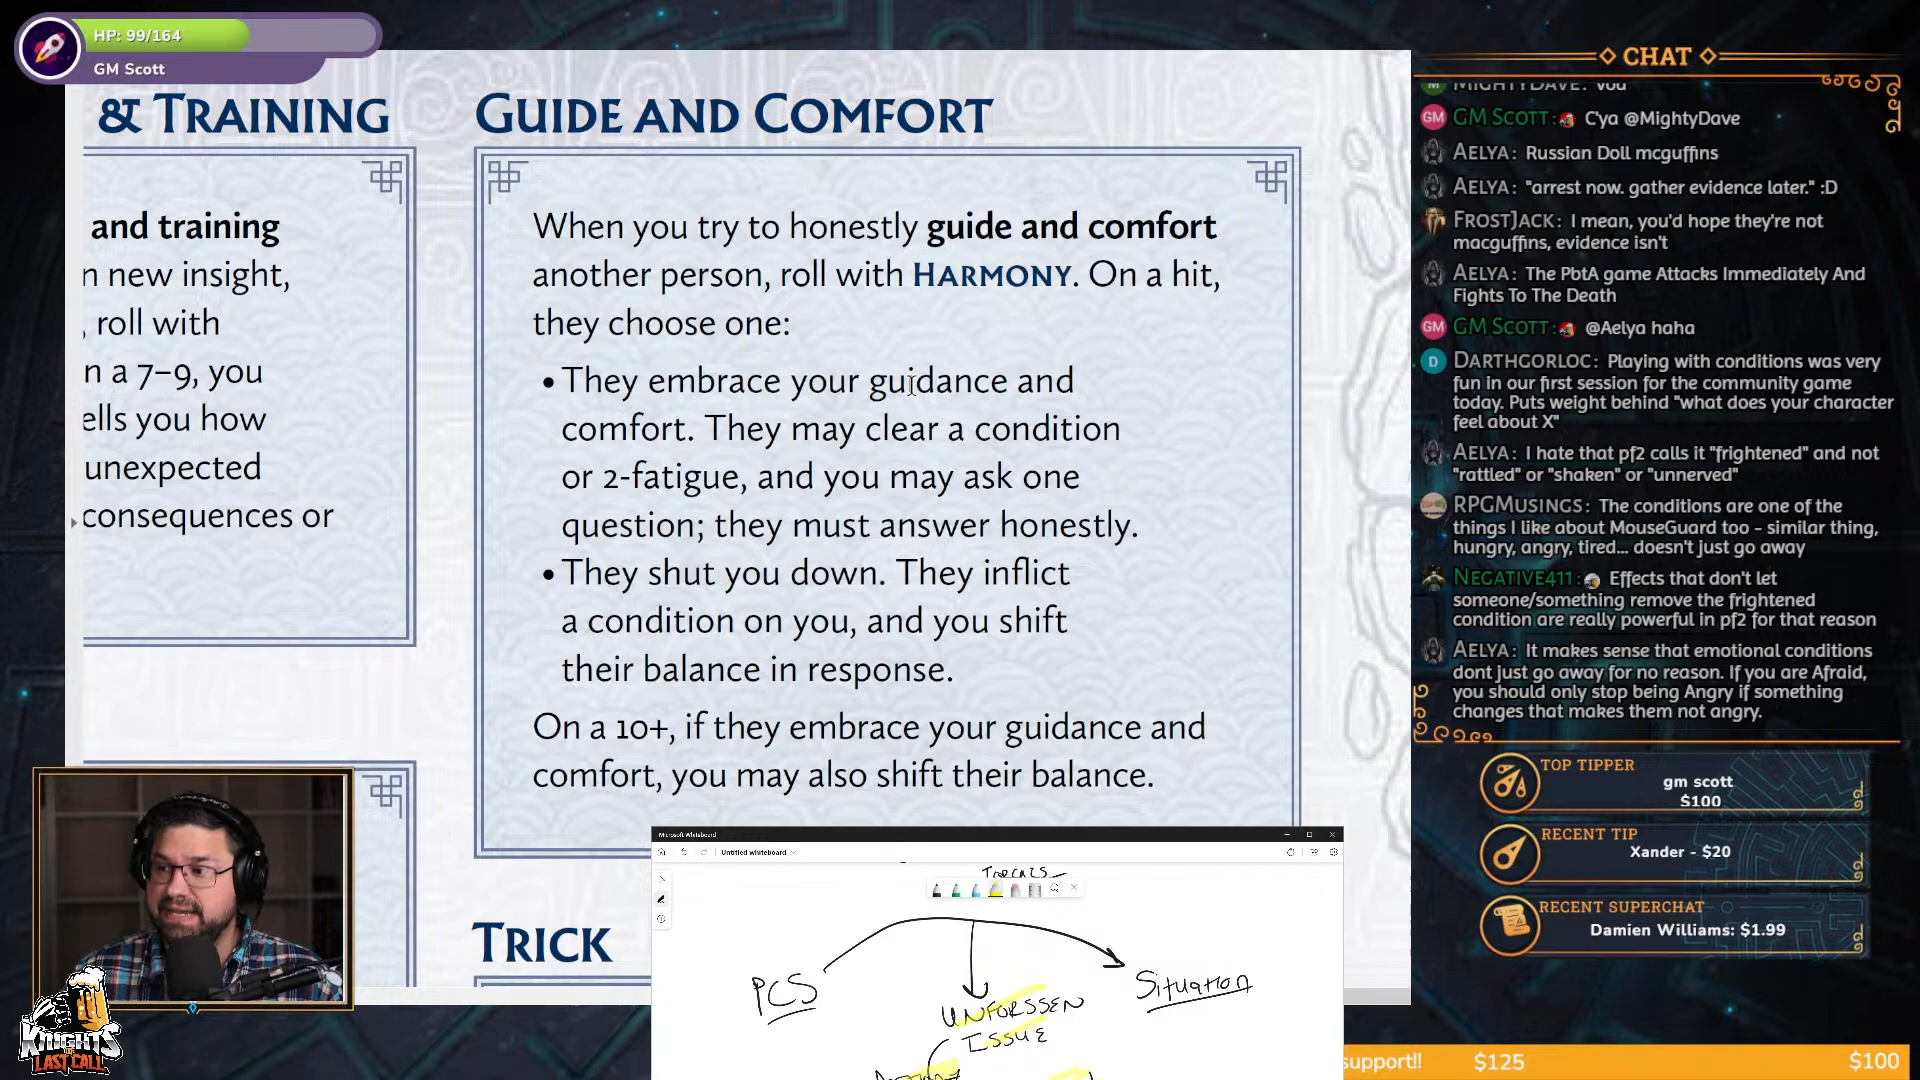 HP: 99/164
GM Scott
& TRAINING
and training
n new insight,
, roll with
n a 7–9, you
ells you how
unexpected
consequences or
GUIDE AND COMFORT
When you try to honestly guide and comfort
another person, roll with HARMONY. On a hit,
they choose one:
• They embrace your guidance and
comfort. They may clear a condition
or 2-fatigue, and you may ask one
question; they must answer honestly.
• They shut you down. They inflict
a condition on you, and you shift
their balance in response.
On a 10+, if they embrace your guidance and
comfort, you may also shift their balance.
TRICK
Microsoft Whiteboard
Untitled whiteboard
PCS
UNFORSSEN
ISSUE
Situation
KNIGHTS
LAST CALL
CHAT
MIGHTYDAVE:
GM SCOTT: C'ya @MightyDave
AELYA: Russian Doll mcguffins
AELYA: "arrest now. gather evidence later." :D
FROSTJACK: I mean, you'd hope they're not
macguffins, evidence isn't
AELYA: The PbtA game Attacks Immediately And
Fights To The Death
GM SCOTT: @Aelya haha
DARTHGORLOC: Playing with conditions was very
fun in our first session for the community game
today. Puts weight behind "what does your character
feel about X"
AELYA: I hate that pf2 calls it "frightened" and not
"rattled" or "shaken" or "unnerved"
RPGMUSINGS: The conditions are one of the
things I like about MouseGuard too - similar thing,
hungry, angry, tired... doesn't just go away
NEGATIVE411: Effects that don't let
someone/something remove the frightened
condition are really powerful in pf2 for that reason
AELYA: It makes sense that emotional conditions
dont just go away for no reason. If you are Afraid,
you should only stop being Angry if something
changes that makes them not angry.
TOP TIPPER
gm scott
$100
RECENT TIP
Xander - $20
RECENT SUPERCHAT
Damien Williams: $1.99
support!!
$125
$100